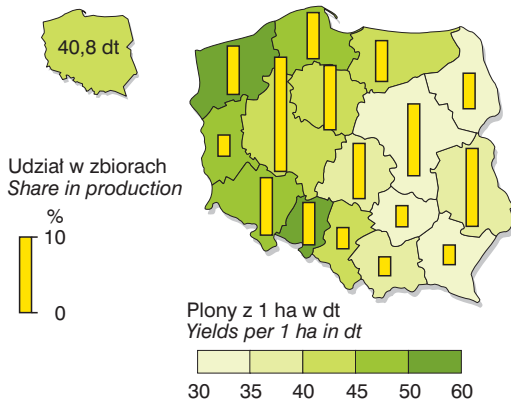 40,8 dt
Udział w zbiorach
Share in production
%
10
0
Plony z 1 ha w dt
Yields per 1 ha in dt
30 35 40 45 50 60